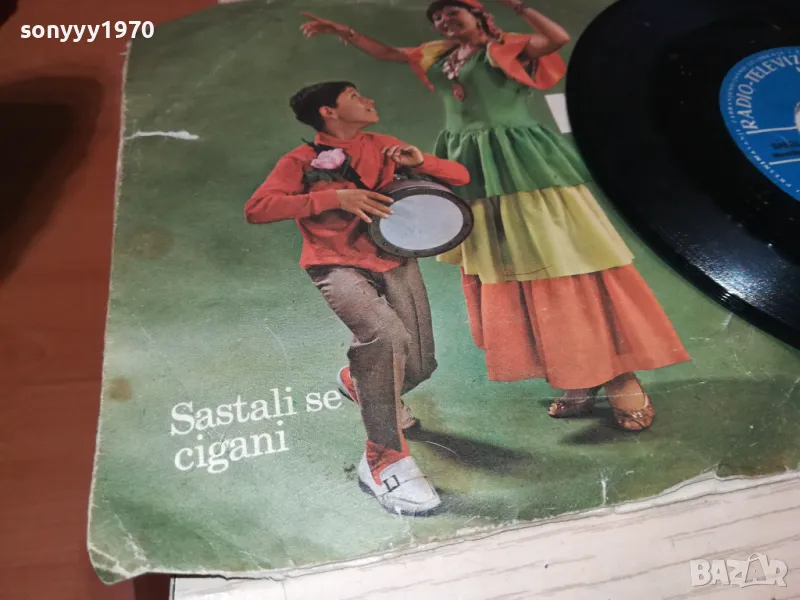 sonyyy1970
RADIO-TELEVIZ
Sastali se
cigani
BAZAR